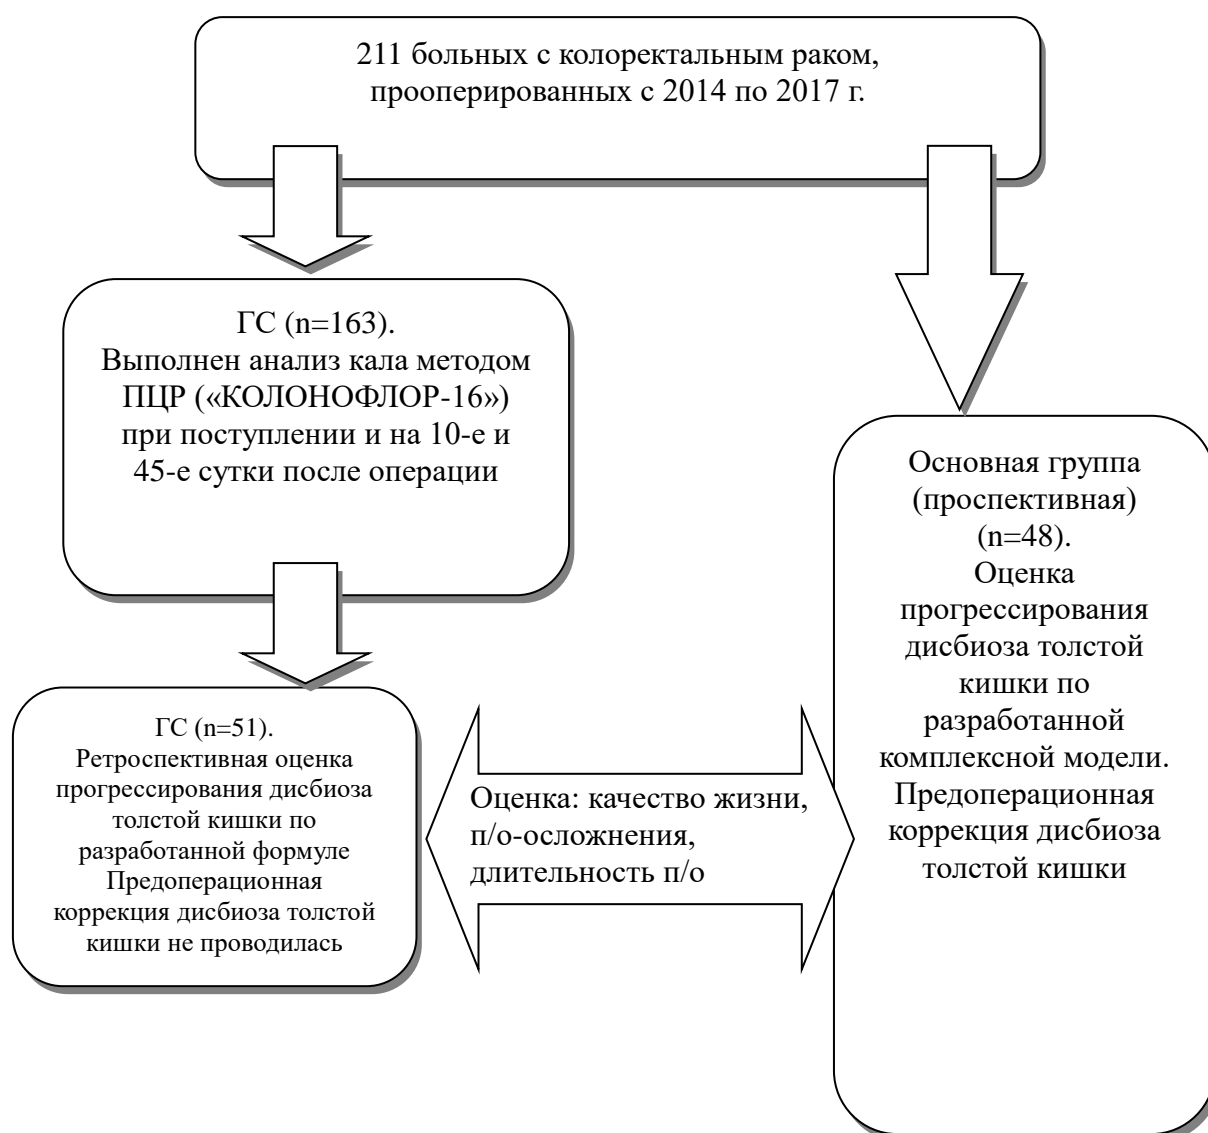 211 больных с колоректальным раком,
прооперированных с 2014 по 2017 г.
ГС (n=163).
Выполнен анализ кала методом
ПЦР («КОЛОНОФЛОР-16»)
при поступлении и на 10-е и
45-е сутки после операции
Основная группа
(проспективная)
(n=48).
Оценка
прогрессирования
дисбиоза толстой
кишки по
разработанной
комплексной модели.
Предоперационная
коррекция дисбиоза
толстой кишки
ГС (n=51).
Ретроспективная оценка
прогрессирования дисбиоза
толстой кишки по
разработанной формуле
Предоперационная
коррекция дисбиоза толстой
кишки не проводилась
Оценка: качество жизни,
п/о-осложнения,
длительность п/о